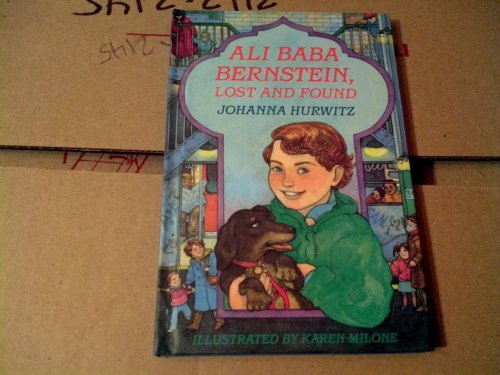 ALI BABA
BERNSTEIN,
LOST AND FOUND
JOHANNA HURWITZ
ILLUSTRATED BY KAREN MILONE